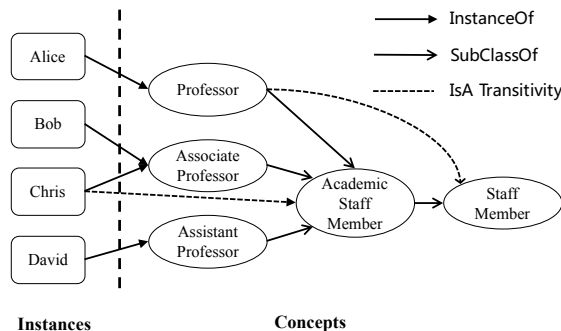 Alice
Bob
Chris
David
Instances
Professor
Associate
Professor
Assistant
Professor
Academic
Staff
Member
Staff
Member
Concepts
InstanceOf
SubClassOf
IsA Transitivity